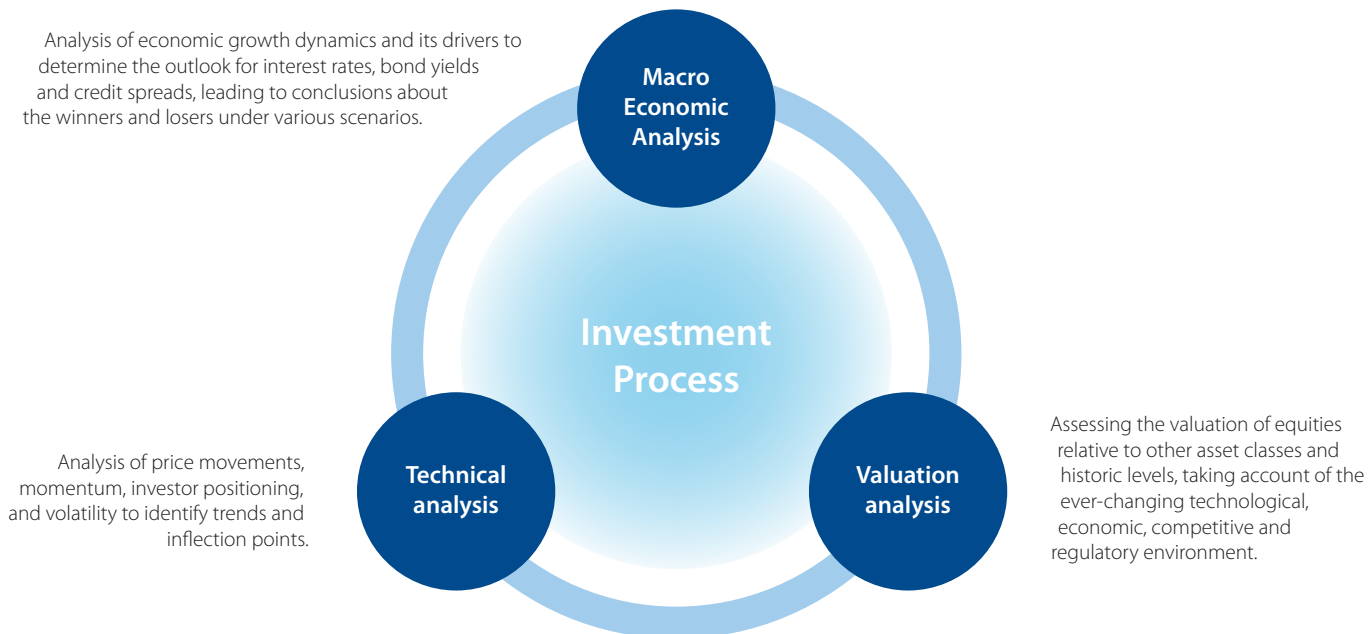 Analysis of economic growth dynamics and its drivers to
determine the outlook for interest rates, bond yields
and credit spreads, leading to conclusions about
the winners and losers under various scenarios.
Macro
Economic
Analysis
Investment
Process
Analysis of price movements,
momentum, investor positioning,
and volatility to identify trends and
inflection points.
Technical
analysis
Valuation
analysis
Assessing the valuation of equities
relative to other asset classes and
historic levels, taking account of the
ever-changing technological,
economic, competitive and
regulatory environment.